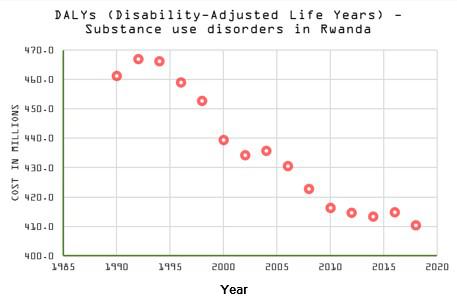 DALYs (Disability-Adjusted Life Years) -
Substance use disorders in Rwanda
COST IN MILLIONS
470.0
460.0
450.0
440.0
430.0
420.0
410.0
400.0
1985 1990 1995 2000 2005 2010 2015 2020
Year